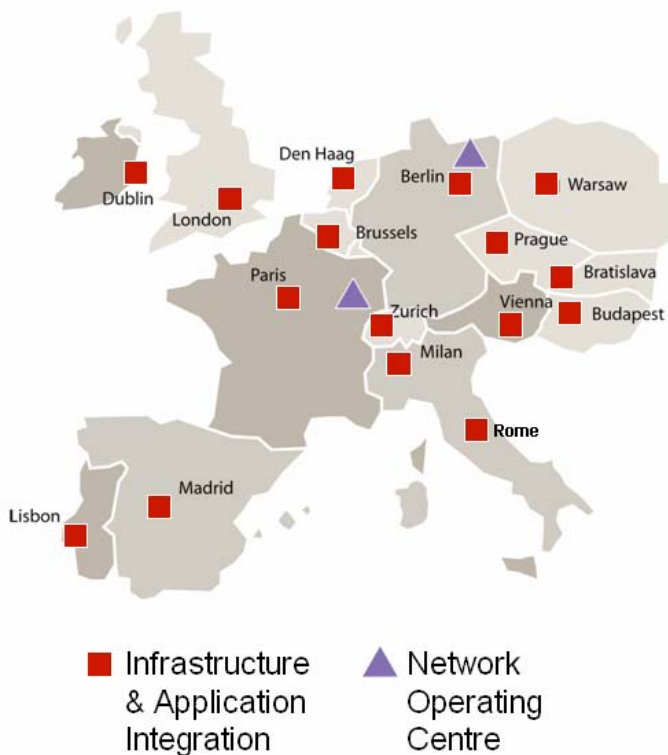 Den Haag
Dublin
London
Berlin
Warsaw
Brussels
Prague
Paris
Bratislava
Zurich
Vienna
Budapest
Milan
Rome
Madrid
Lisbon
Infrastructure
& Application
Integration
Network
Operating
Centre